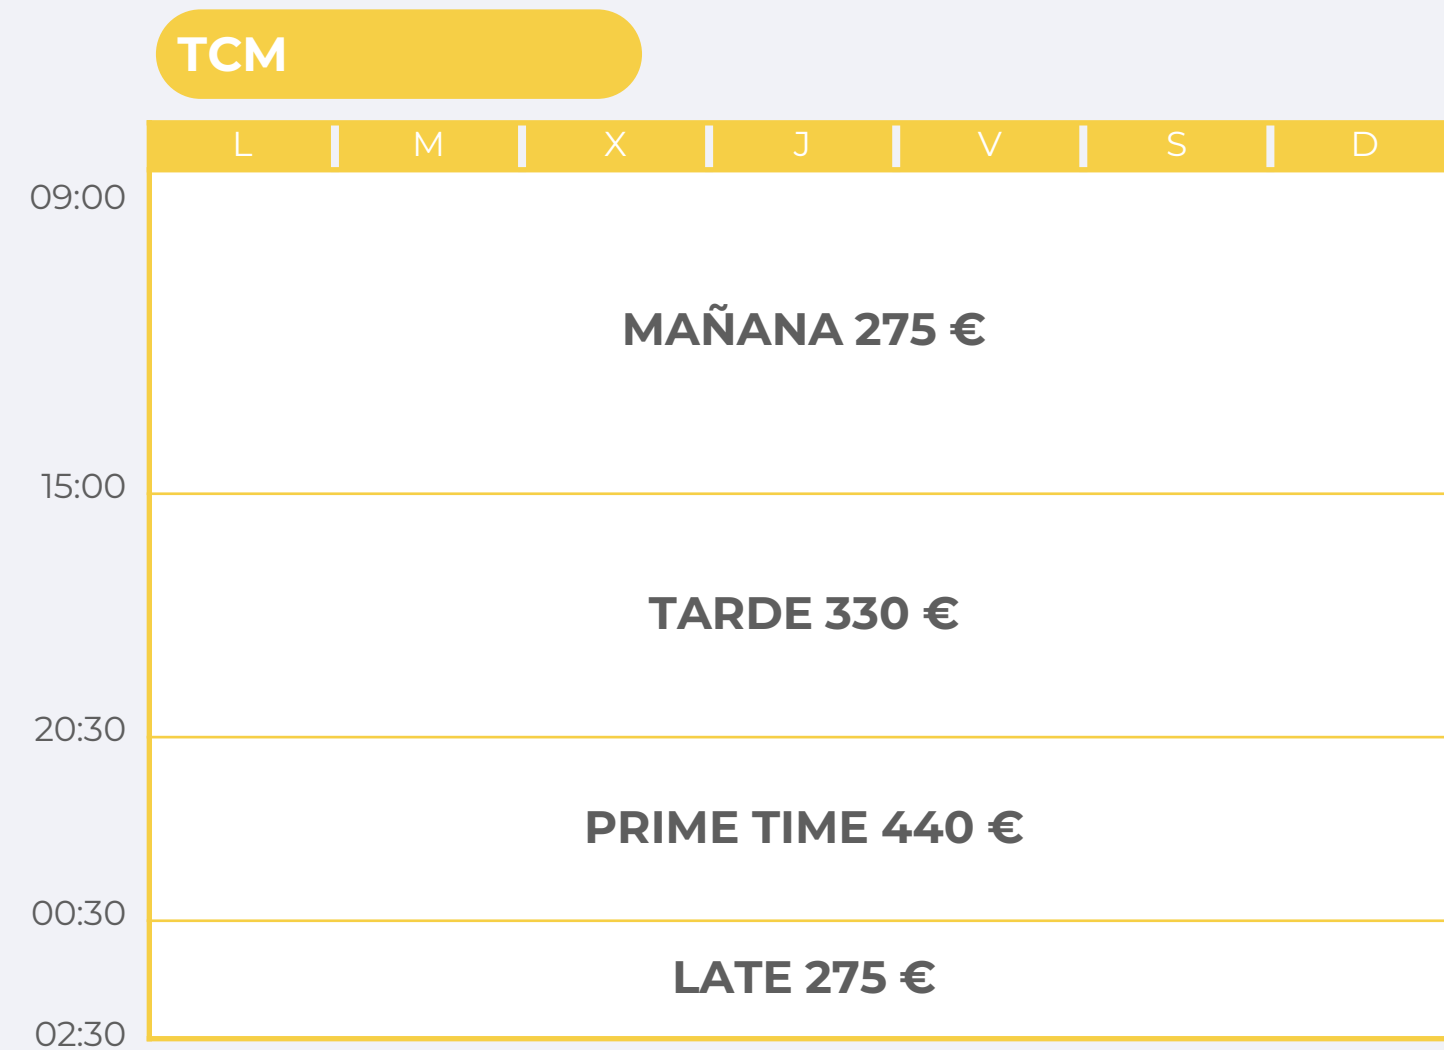 TCM
L M X J V S D
09:00
MAÑANA 275 €
15:00
TARDE 330 €
20:30
PRIME TIME 440 €
00:30
LATE 275 €
02:30